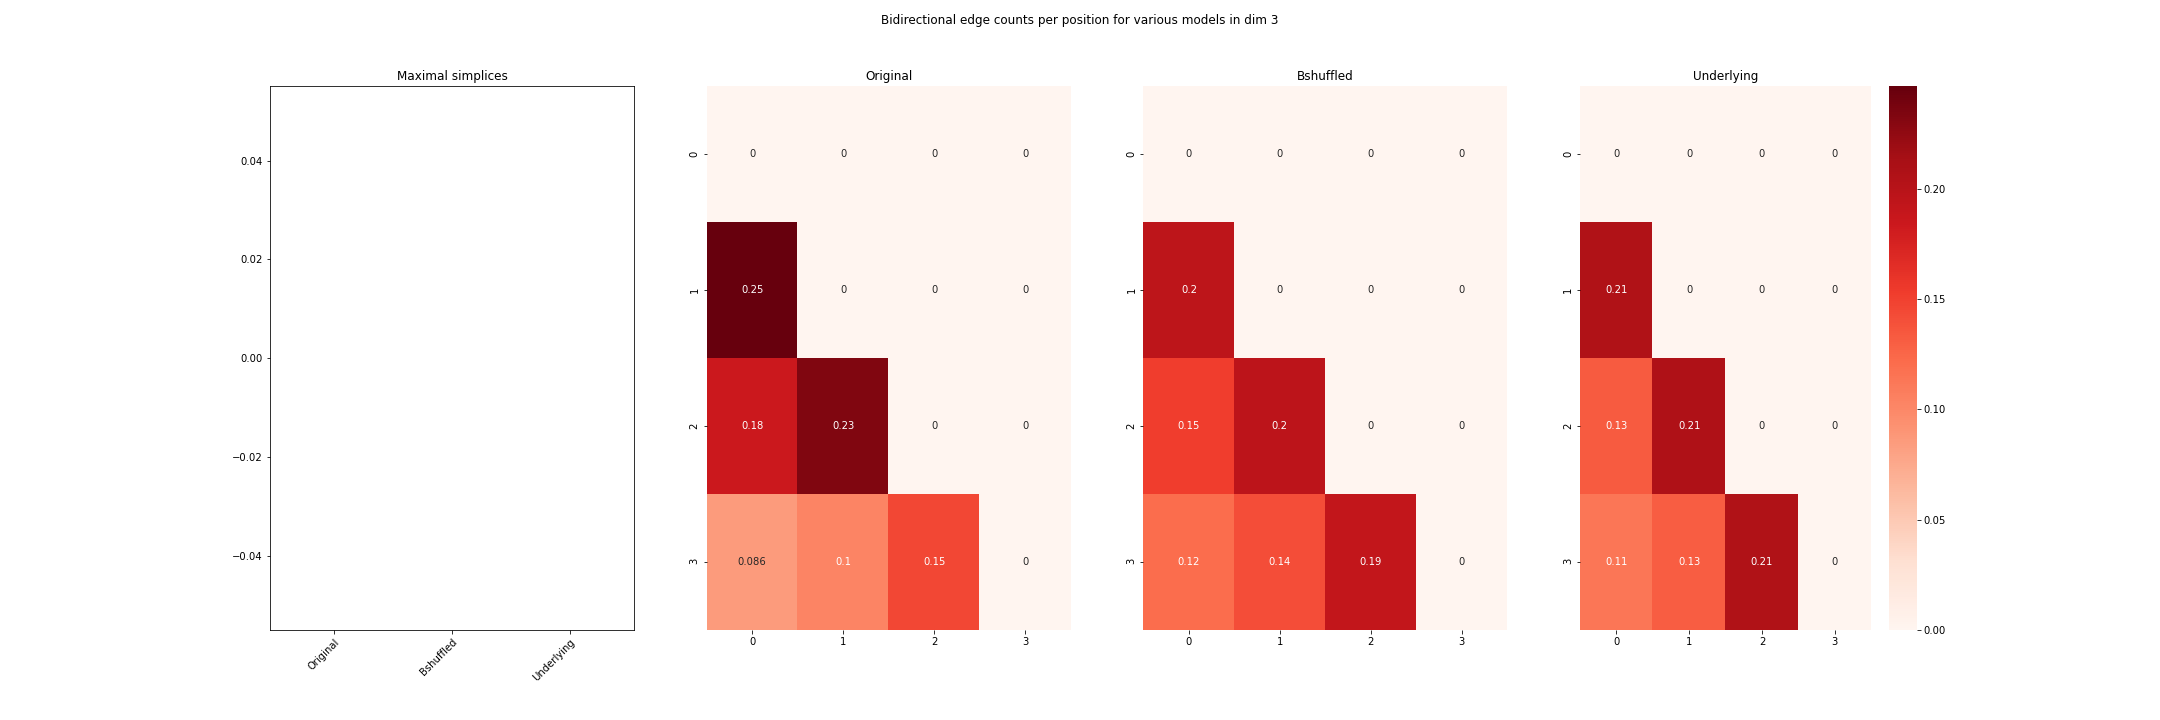 Bidirectional edge counts per position for various models in dim 3
Maximal simplices
0.04
0.02
0.00
−0.02
−0.04
Original
Bshuffled
Underlying
Original
0 0 0 0 0
1 0.25 0 0 0
2 0.18 0.23 0 0
3 0.086 0.1 0.15 0
0 1 2 3
Bshuffled
0 0 0 0 0
1 0.2 0 0 0
2 0.15 0.2 0 0
3 0.12 0.14 0.19 0
0 1 2 3
Underlying
0 0 0 0 0
1 0.21 0 0 0
2 0.13 0.21 0 0
3 0.11 0.13 0.21 0
0 1 2 3
0.20
0.15
0.10
0.05
0.00